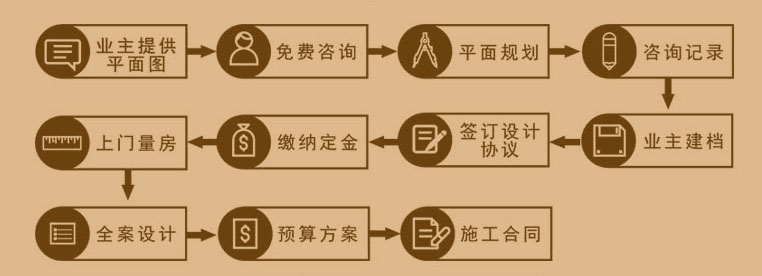 业主提供
平面图
免费咨询
平面规划
咨询记录
业主建档
签订设计
协议
缴纳定金
上门量房
全案设计
预算方案
施工合同